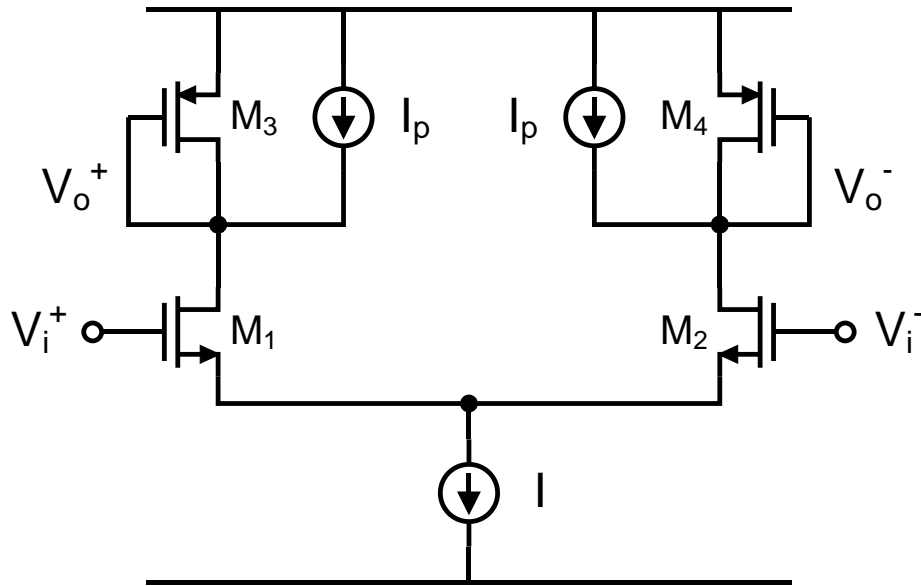 M₃ Iₚ Iₚ M₄
Vₒ⁺ Vₒ⁻
Vᵢ⁺ M₁ M₂ Vᵢ⁻
I